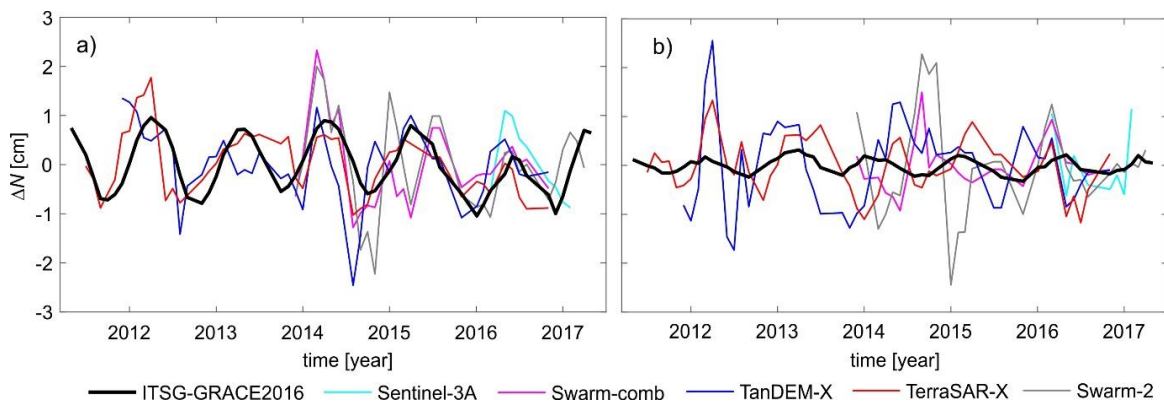 a)
b)
ΔN [cm]
3
2
1
0
-1
-2
-3
2012 2013 2014 2015 2016 2017
2012 2013 2014 2015 2016 2017
time [year]
time [year]
ITSG-GRACE2016 Sentinel-3A Swarm-comb TanDEM-X TerraSAR-X Swarm-2